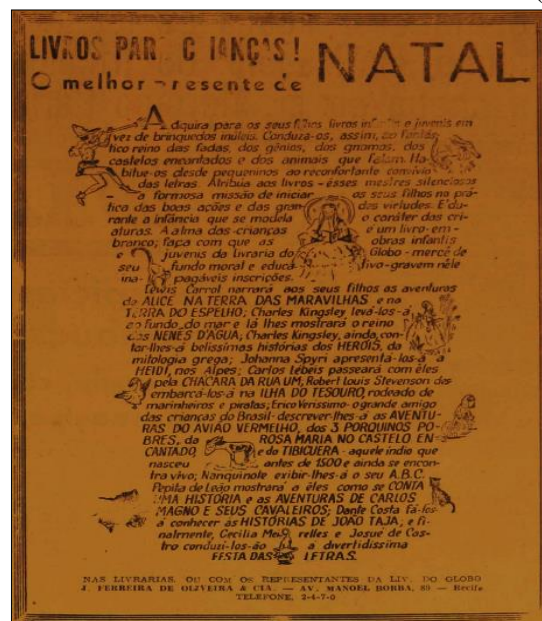 LIVROS PAR C IANÇAS!
O melhor resente de NATAL
Adquira para os seus filhos livros infantis e juvenis em
vez de brinquedos inúteis. Conduza-os, assim, ao fantás-
tico reino das fadas, dos gênios, dos gnomos, dos
castelos encantados e dos animais que falam. Ha-
bitue-os desde pequeninos ao reconfortante convívio
das letras. Atribua aos livros - êsses mestres silenciosos
a formosa missão de iniciar os seus filhos no prá-
tico das boas ações e das gran des virtudes. E' du-
rante a infância que se modela o caráter das cri-
aturas. A alma das crianças é um livro - em -
branco; faça com que as obras infantis
e juvenis da Livraria do Globo - mercê de
seu fundo moral e educa tivo - gravem nêle
ina pagáveis inscrições.
Lewis Carrol narrará aos seus filhos as aventuras
da ALICE NA TERRA DAS MARAVILHAS e na
TERRA DO ESPELHO; Charles Kingsley levá-los-á
ao fundo do mar e lá lhes mostrará o reino
dos NENES D'AGUA; Charles Kingsley, ainda, con-
tar-lhes-á belíssimas histórias dos HEROIS, da
mitologia grega; Johanna Spyri apresentá-los-á a
HEIDI, nos Alpes; Carlos Lebeis passeará com êles
pela CHACARA DA RUA UM, Robert Louis Stevenson des-
embarcá-los-á na ILHA DO TESOURO, rodeado de
marinheiros e piratas; Erico Verissimo - o grande amigo
das crianças do Brasil - descrever-lhes-á as AVENTU-
RAS DO AVIÃO VERMELHO, dos 3 PORQUINOS PO-
BRES, da ROSA MARIA NO CASTELO EN-
CANTADO, e do TIBICUERA - aquele índio que
nasceu antes de 1500 e ainda se encon-
tra vivo; Nanquinote exibir-lhes-á o seu A.B.C.
Pepita de Leão mostrará a êles como se CONTA
UMA HISTÓRIA e as AVENTURAS DE CARLOS
MAGNO E SEUS CAVALEIROS; Dante Costa fá-los-
á conhecer as HISTÓRIAS DE JOÃO TAJA; e fi-
nalmente, Cecília Mei relles e Josué de Cas-
tro conduzi-los-ão a divertidíssima
FESTA DAS LETRAS.
NAS LIVRARIAS, OU COM OS REPRESENTANTES DA LIV. DO GLOBO
J. FERREIRA DE OLIVEIRA & CIA. — AV. MANOEL BORBA, 80 — Recife
TELEFONE, 2-4-7-0